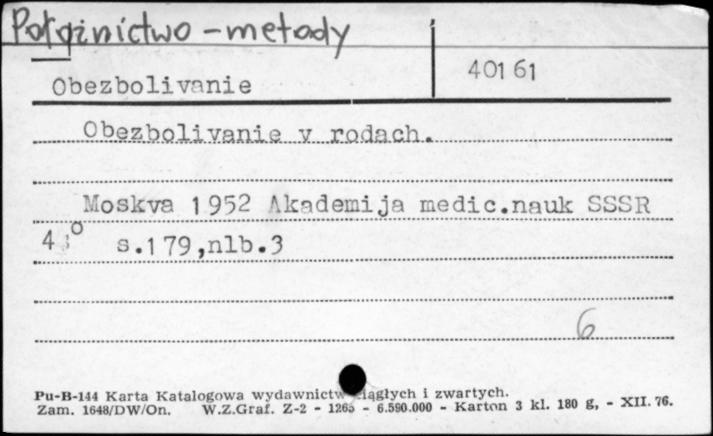 Położnictwo - metody
40161
Obezbolivanie
Obezbolivanie v rodach.
Moskva 1952 Akademija medic.nauk SSSR
4°
s.179,nlb.3
6
Pu-B-144 Karta Katalogowa wydawnictw ciągłych i zwartych.
Zam. 1648/DW/On. W.Z.Graf. Z-2 - 1265 - 6.590.000 - Karton 3 kl. 180 g, - XII. 76.